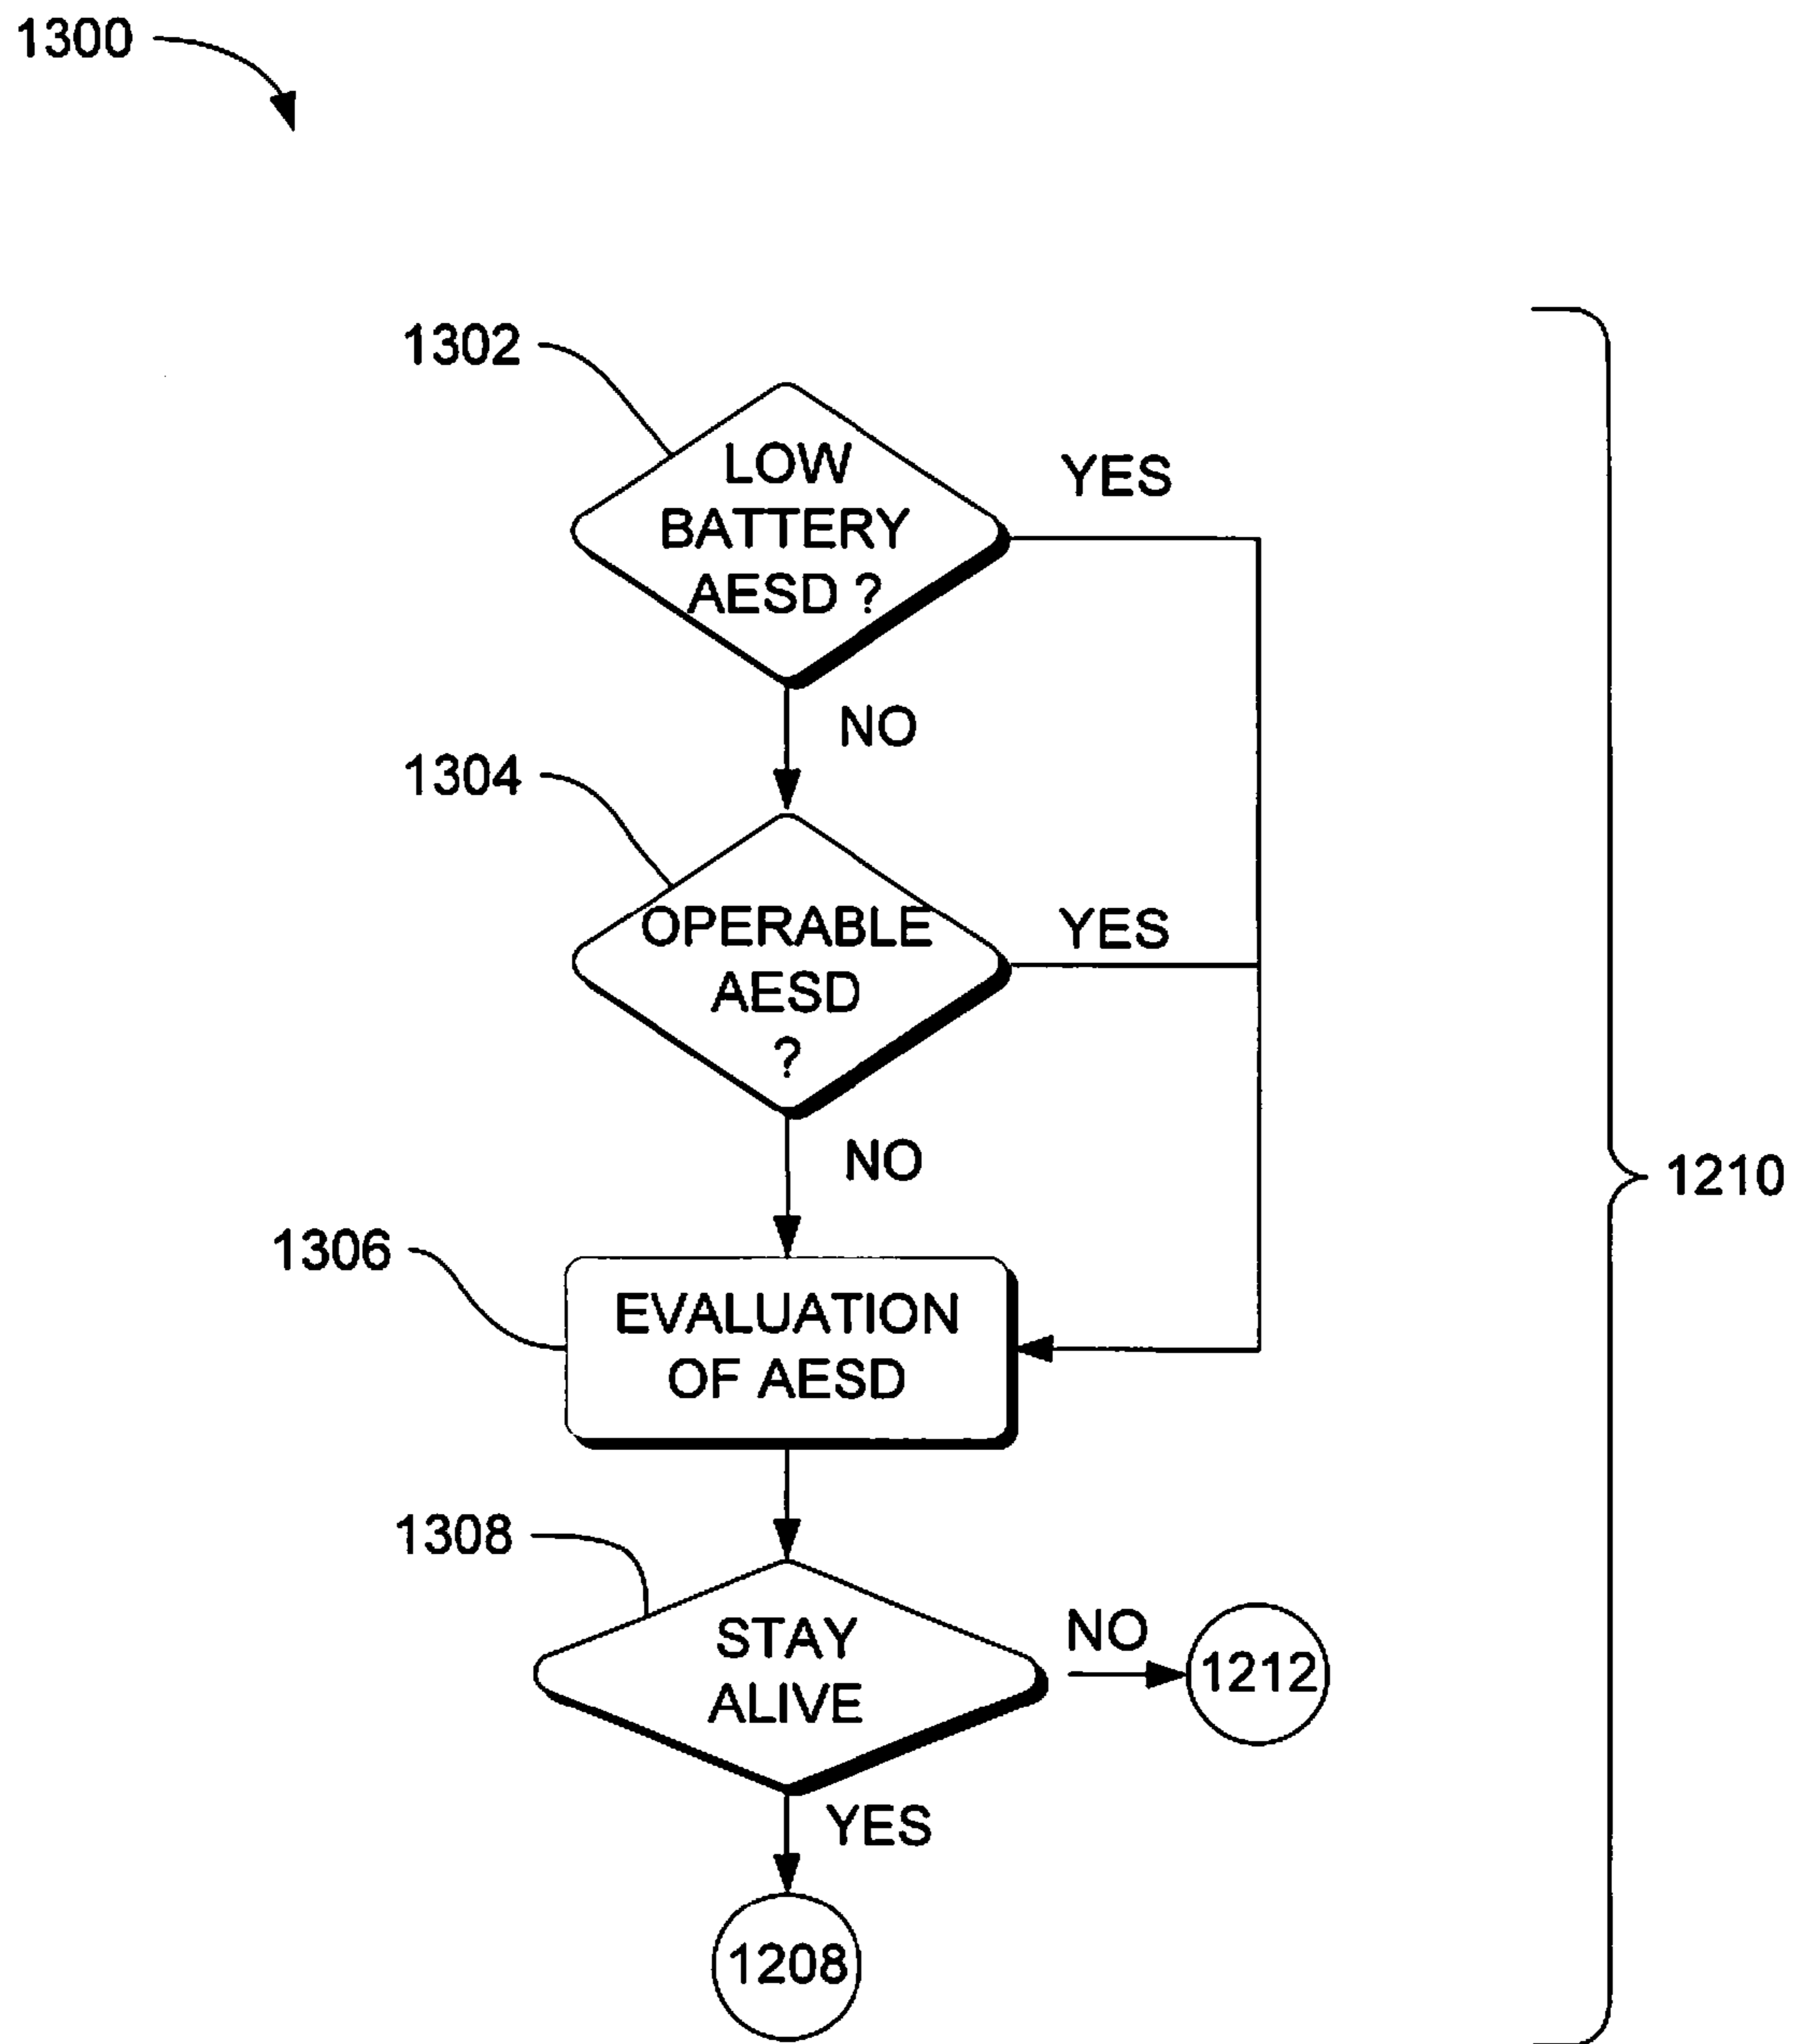 1300
1302
LOW
BATTERY
AESD ?
YES
NO
1304
OPERABLE
AESD
?
YES
NO
1210
1306
EVALUATION
OF AESD
1308
STAY
ALIVE
NO
1212
YES
1208